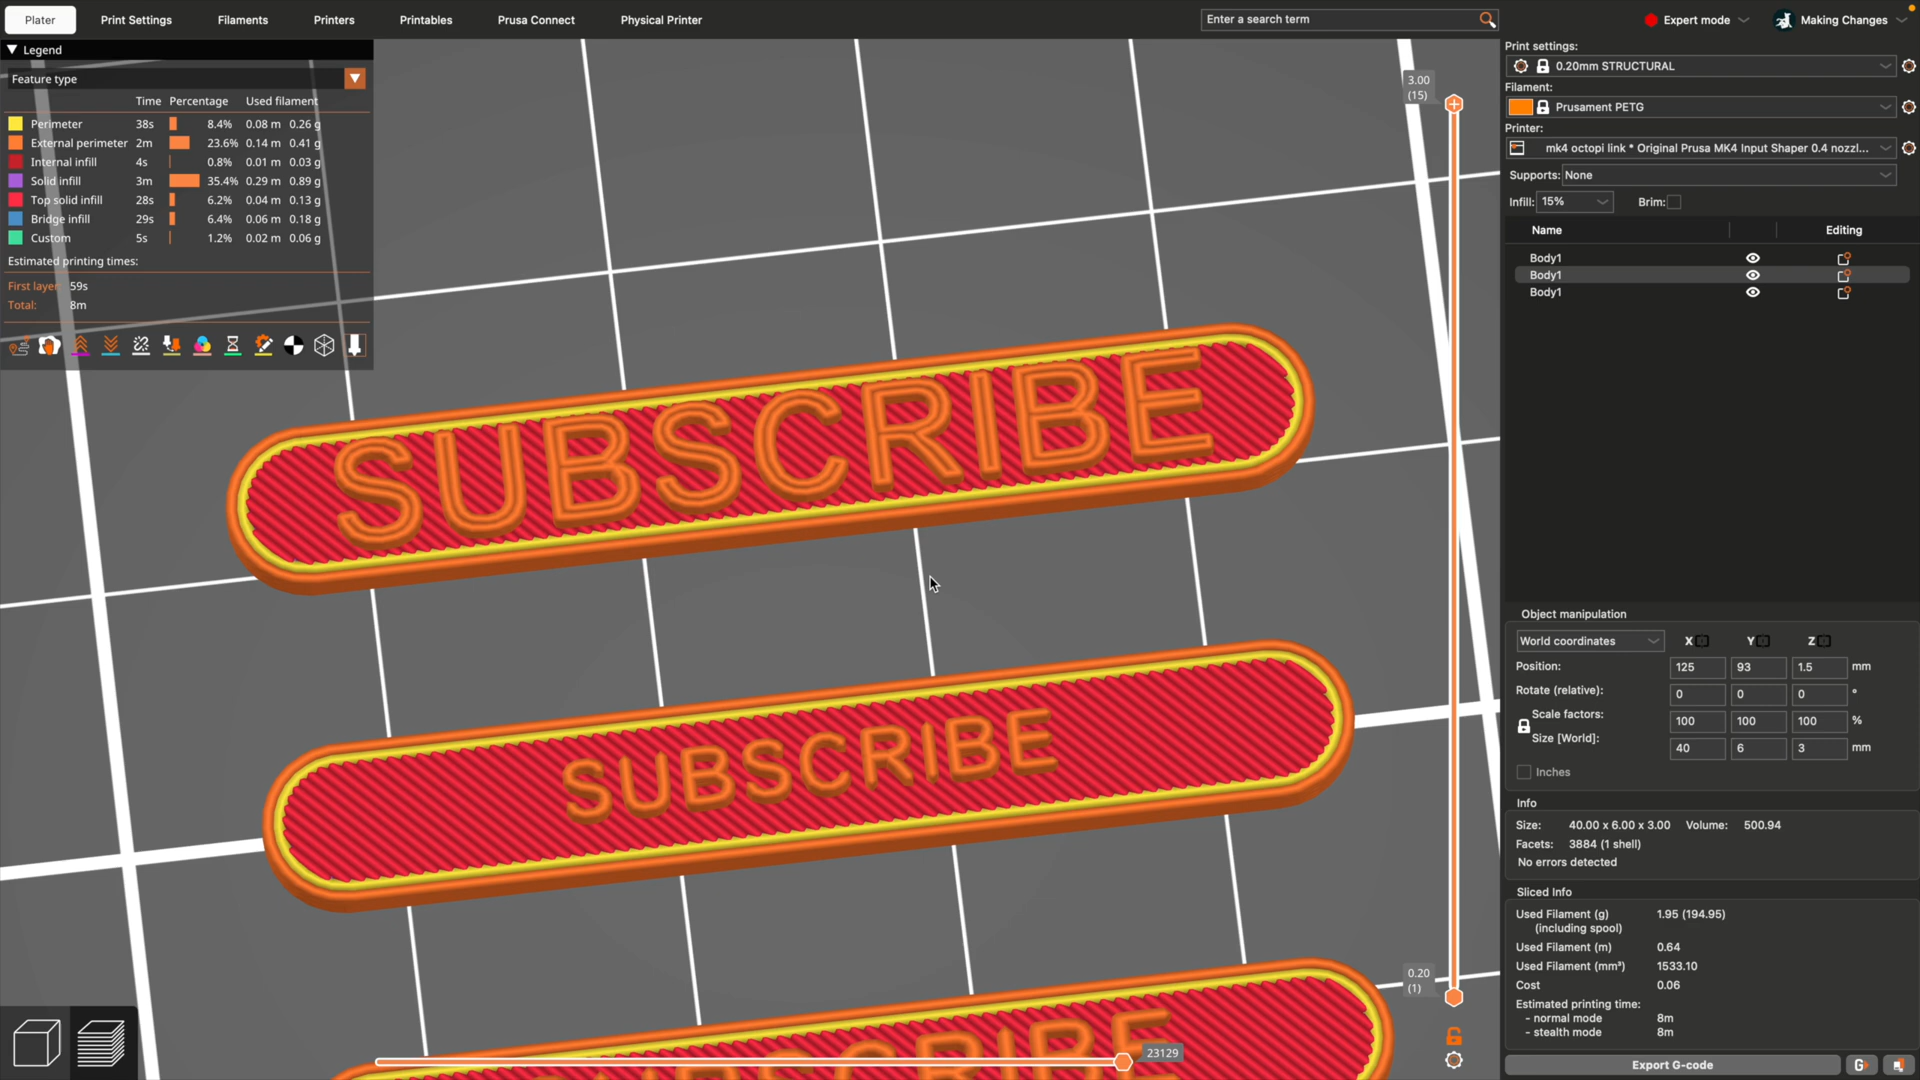 Plater Print Settings Filaments Printers Printables Prusa Connect Physical Printer Enter a search term Expert mode Making Changes
Legend
Feature type
Time Percentage Used filament
Perimeter 38s 8.4% 0.08 m 0.26 g
External perimeter 2m 23.6% 0.14 m 0.41 g
Internal infill 4s 0.8% 0.01 m 0.03 g
Solid infill 3m 35.4% 0.29 m 0.89 g
Top solid infill 28s 6.2% 0.04 m 0.13 g
Bridge infill 29s 6.4% 0.06 m 0.18 g
Custom 5s 1.2% 0.02 m 0.06 g
Estimated printing times:
First layer: 59s
Total: 8m
SUBSCRIBE
SUBSCRIBE
SUBSCRIBE
3.00
(15)
0.20
(1)
23129
Print settings:
0.20mm STRUCTURAL
Filament:
Prusament PETG
Printer:
mk4 octopi link * Original Prusa MK4 Input Shaper 0.4 nozzl...
Supports: None
Infill: 15% Brim:
Name Editing
Body1
Body1
Body1
Object manipulation
World coordinates X Y Z
Position: 125 93 1.5 mm
Rotate (relative): 0 0 0 °
Scale factors: 100 100 100 %
Size [World]: 40 6 3 mm
Inches
Info
Size: 40.00 x 6.00 x 3.00 Volume: 500.94
Facets: 3884 (1 shell)
No errors detected
Sliced Info
Used Filament (g) 1.95 (194.95)
(including spool)
Used Filament (m) 0.64
Used Filament (mm³) 1533.10
Cost 0.06
Estimated printing time:
- normal mode 8m
- stealth mode 8m
Export G-code G